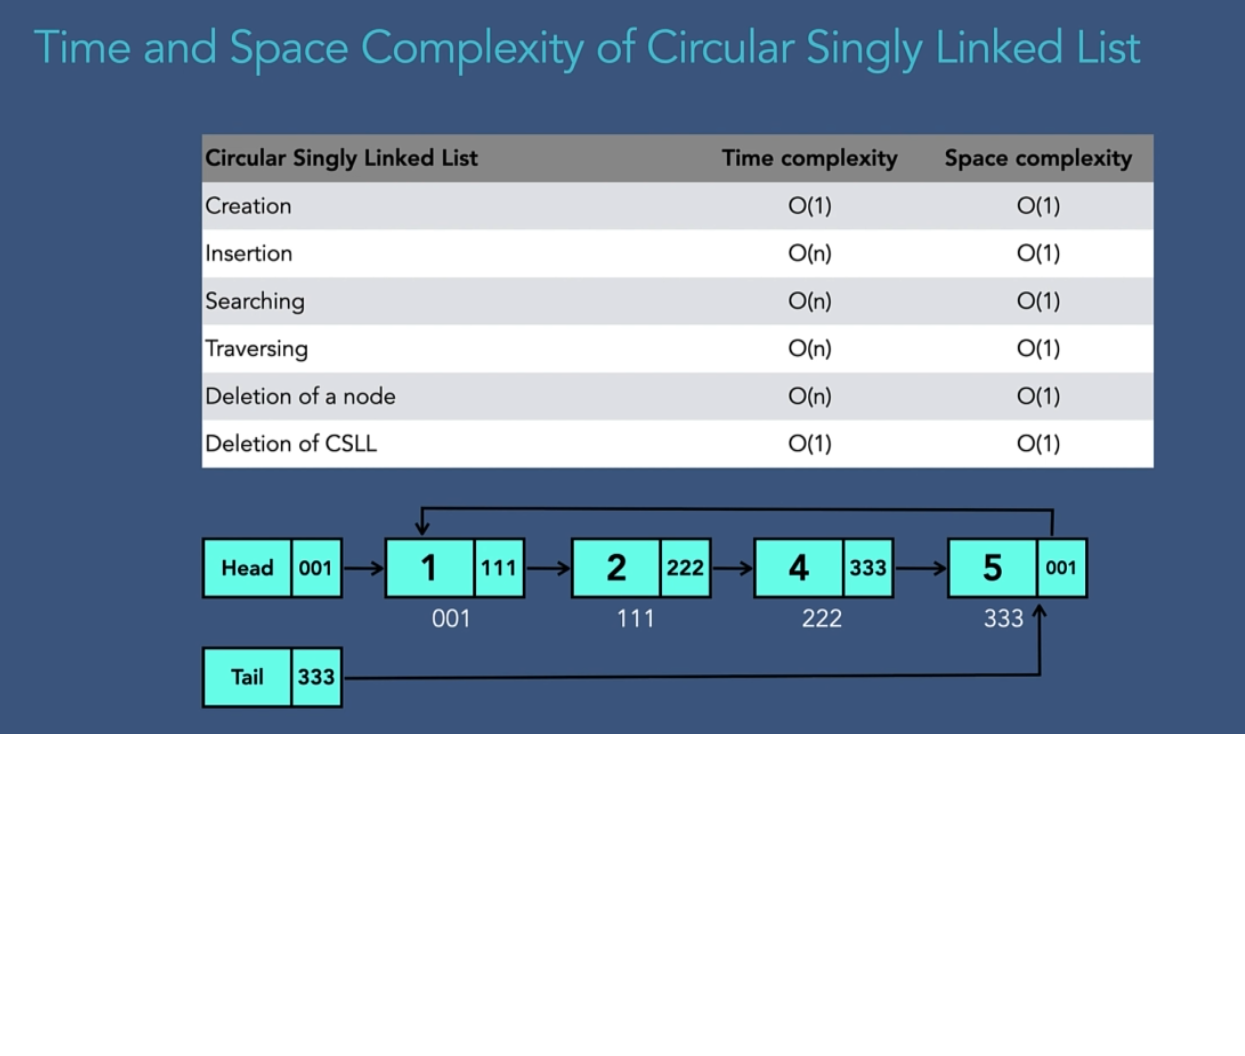 Time and Space Complexity of Circular Singly Linked List
Circular Singly Linked List Time complexity Space complexity
Creation O(1) O(1)
Insertion O(n) O(1)
Searching O(n) O(1)
Traversing O(n) O(1)
Deletion of a node O(n) O(1)
Deletion of CSLL O(1) O(1)
Head 001 1 111 2 222 4 333 5 001
001 111 222 333
Tail 333